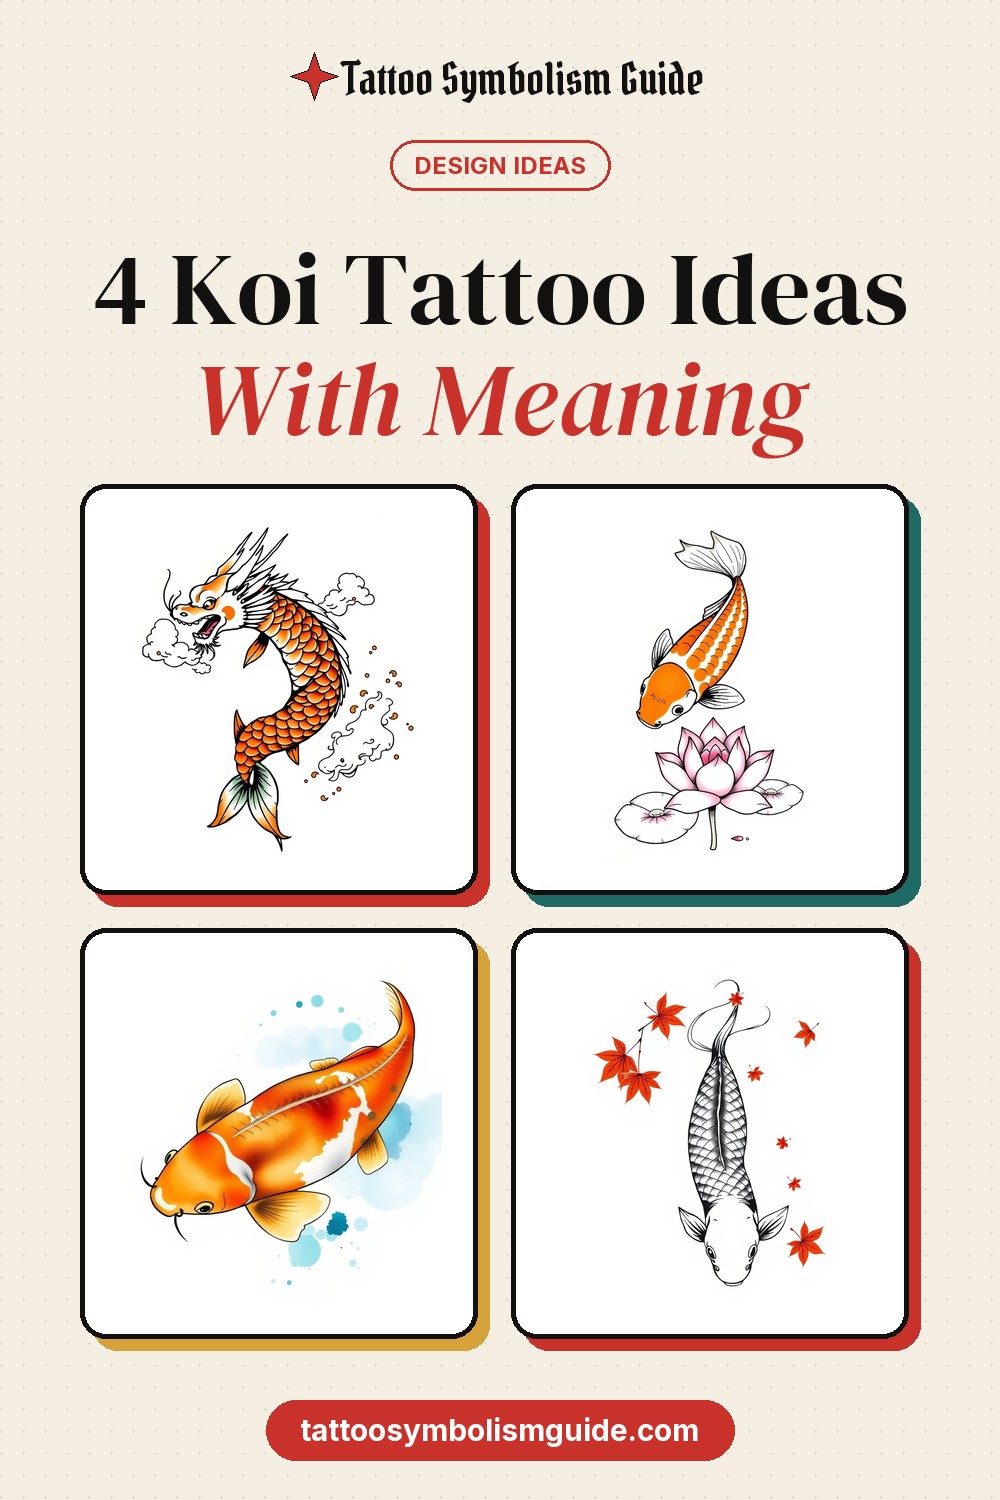 Tattoo Symbolism Guide
DESIGN IDEAS
4 Koi Tattoo Ideas
With Meaning
tattoosymbolismguide.com